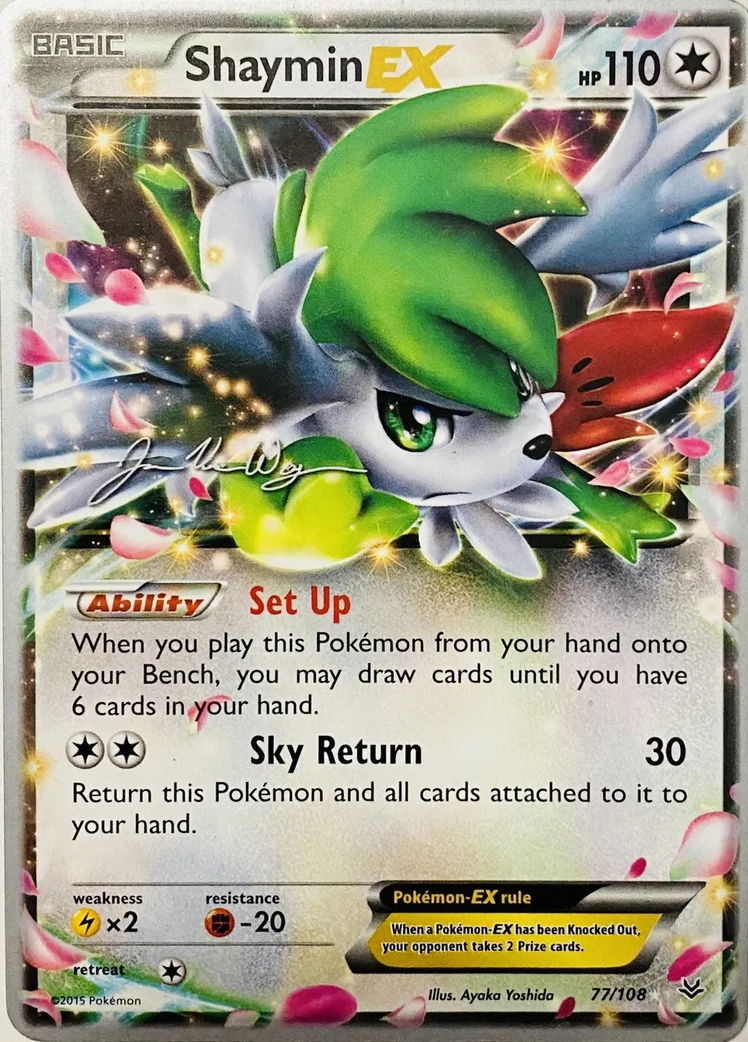 BASIC
Shaymin EX
HP 110
Ability Set Up
When you play this Pokémon from your hand onto
your Bench, you may draw cards until you have
6 cards in your hand.
Sky Return 30
Return this Pokémon and all cards attached to it to
your hand.
weakness resistance
×2 -20
Pokémon-EX rule
When a Pokémon-EX has been Knocked Out,
your opponent takes 2 Prize cards.
retreat
©2015 Pokémon
Illus. Ayaka Yoshida 77/108